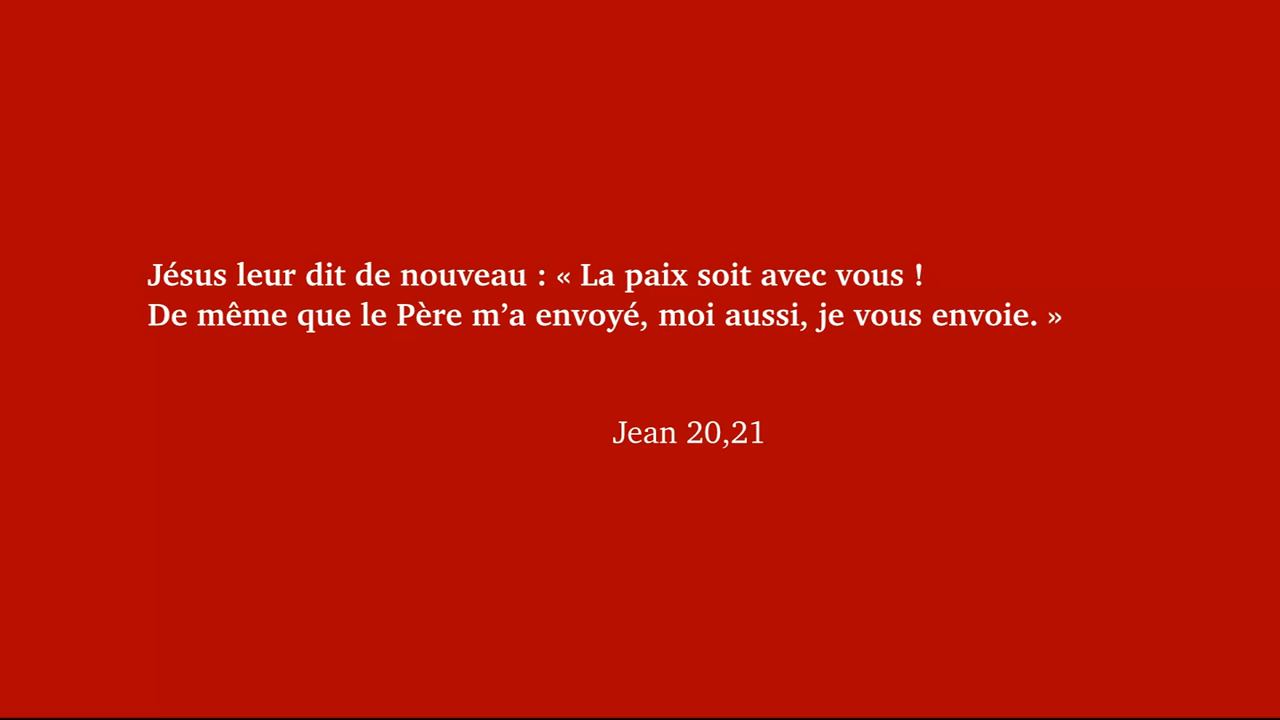 Jésus leur dit de nouveau : « La paix soit avec vous !
De même que le Père m’a envoyé, moi aussi, je vous envoie. »
Jean 20,21